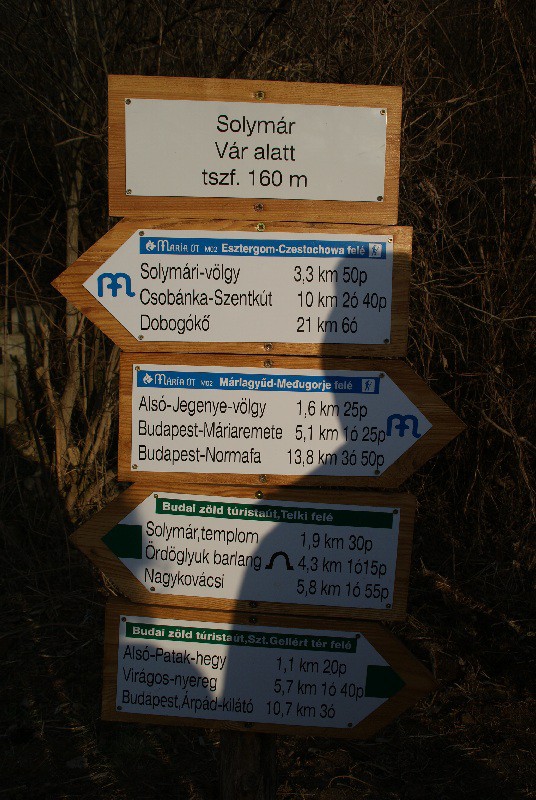 Solymár
Vár alatt
tszf. 160 m
MÁRIA ÚT M02 Esztergom-Czestochowa felé
Solymári-völgy 3,3 km 50p
Csobánka-Szentkút 10 km 2ó 40p
Dobogókő 21 km 6ó
MÁRIA ÚT M02 Máriagyűd-Međugorje felé
Alsó-Jegenye-völgy 1,6 km 25p
Budapest-Máriaremete 5,1 km 1ó 25p
Budapest-Normafa 13,8 km 3ó 50p
Budai zöld túristaút,Telki felé
Solymár,templom 1,9 km 30p
Ördöglyuk barlang 4,3 km 1ó15p
Nagykovácsi 5,8 km 1ó 55p
Budai zöld túristaút,Szt.Gellért tér felé
Alsó-Patak-hegy 1,1 km 20p
Virágos-nyereg 5,7 km 1ó 40p
Budapest,Árpád-kilátó 10,7 km 3ó